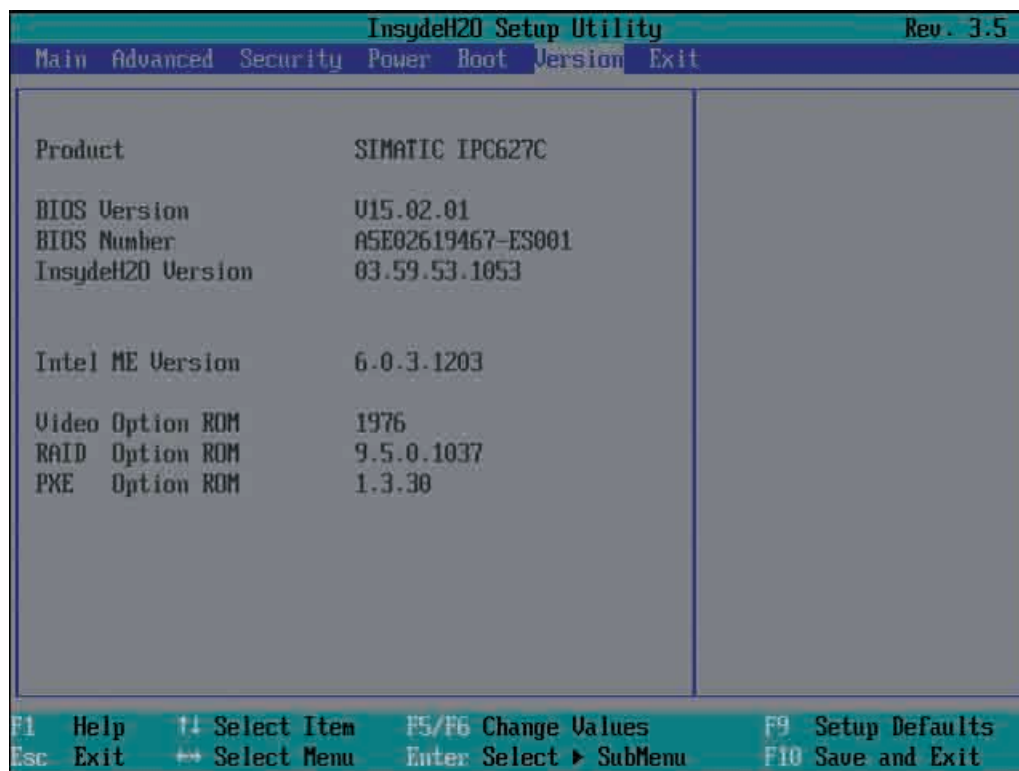 InsydeH2O Setup Utility Rev. 3.5
Main Advanced Security Power Boot Version Exit
Product SIMATIC IPC627C
BIOS Version V15.02.01
BIOS Number A5E02619467-ES001
InsydeH2O Version 03.59.53.1053
Intel ME Version 6.0.3.1203
Video Option ROM 1976
RAID Option ROM 9.5.0.1037
PXE Option ROM 1.3.30
F1 Help ↑↓ Select Item F5/F6 Change Values F9 Setup Defaults
Esc Exit ←→ Select Menu Enter Select ▶ SubMenu F10 Save and Exit